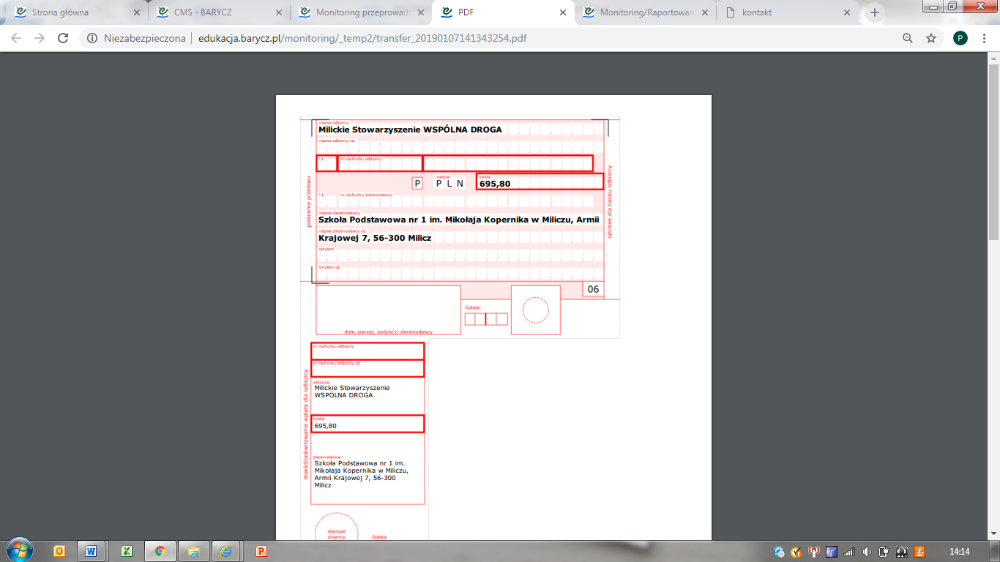 Strona główna
CMS - BARYCZ
Monitoring przeprowad
PDF
Monitoring/Raportowan
kontakt
Niezabezpieczona
edukacja.barycz.pl/monitoring/_temp2/transfer_20190107141343254.pdf
P
nazwa odbiorcy
Milickie Stowarzyszenie WSPÓLNA DROGA
nazwa odbiorcy cd.
l.k.
nr rachunku odbiorcy
P
waluta
P L N
kwota
695,80
l.k.
nr rachunku zleceniodawcy
nazwa zleceniodawcy
Szkoła Podstawowa nr 1 im. Mikołaja Kopernika w Miliczu, Armii
nazwa zleceniodawcy cd.
Krajowej 7, 56-300 Milicz
tytułem
tytułem cd.
polecenie przelewu
odcinek dla banku odbiorcy
06
Opłata:
data, pieczęć, podpis(y) zleceniodawcy
nr rachunku odbiorcy
nr rachunku odbiorcy cd.
odbiorca:
Milickie Stowarzyszenie
WSPÓLNA DROGA
kwota
695,80
zleceniodawca:
Szkoła Podstawowa nr 1 im.
Mikołaja Kopernika w Miliczu,
Armii Krajowej 7, 56-300
Milicz
dowód/pokwitowanie wpłaty dla odbiorcy
stempel
dzienny
Opłata:
14:14